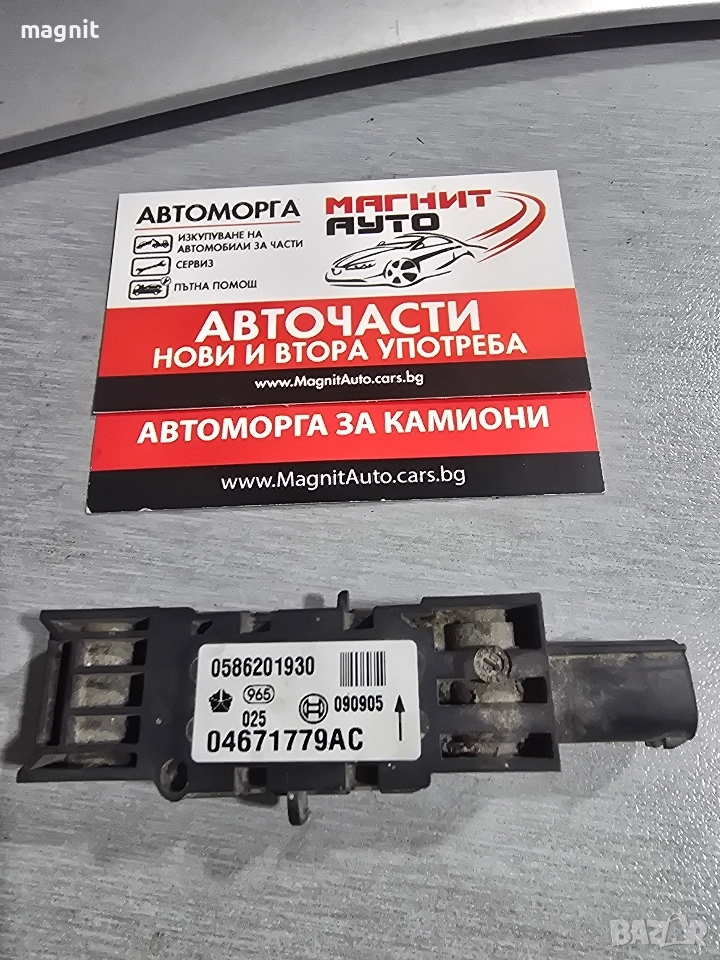 magnit
АВТОМОРГА
МАГНИТ
АУТО
ИЗКУПУВАНЕ НА
АВТОМОБИЛИ ЗА ЧАСТИ
СЕРВИЗ
ПЪТНА ПОМОЩ
АВТОЧАСТИ
НОВИ И ВТОРА УПОТРЕБА
www.MagnitAuto.cars.bg
АВТОМОРГА ЗА КАМИОНИ
www.MagnitAuto.cars.bg
0586201930
965
025
090905
04671779AC
BAZAR